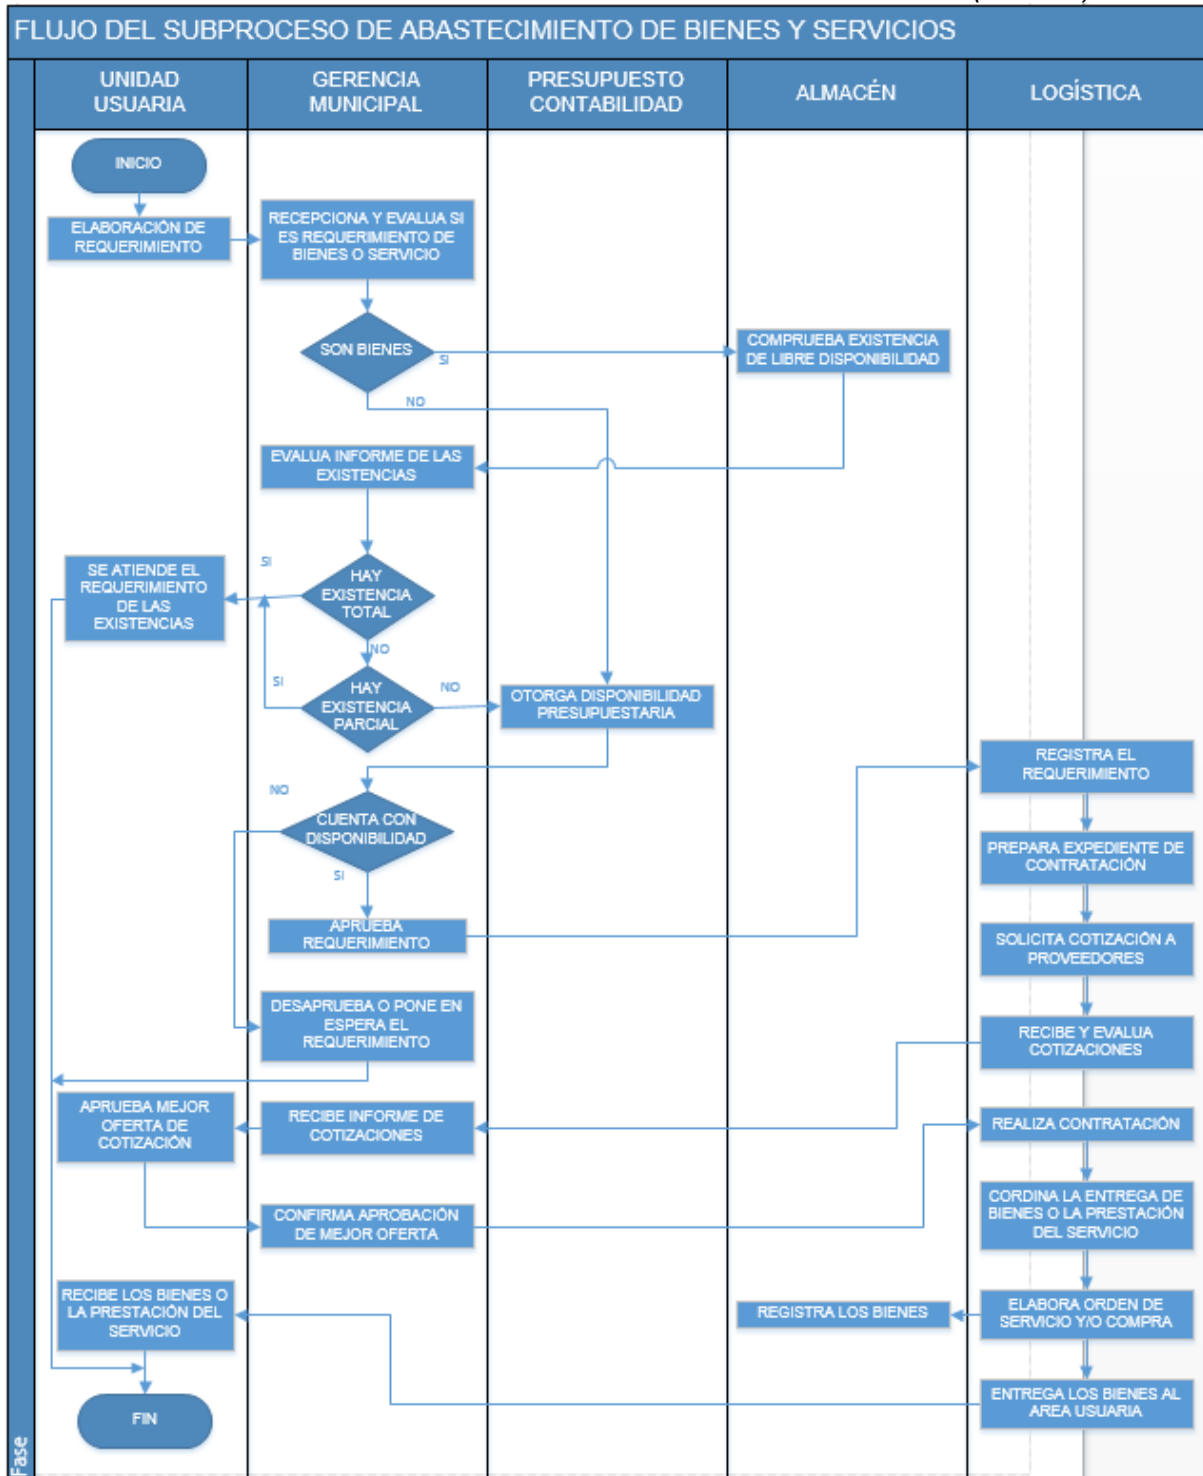 FLUJO DEL SUBPROCESO DE ABASTECIMIENTO DE BIENES Y SERVICIOS
UNIDAD
USUARIA
GERENCIA
MUNICIPAL
PRESUPUESTO
CONTABILIDAD
ALMACÉN
LOGÍSTICA
INICIO
ELABORACIÓN DE
REQUERIMIENTO
RECEPCIONA Y EVALUA SI
ES REQUERIMIENTO DE
BIENES O SERVICIO
SON BIENES
SI
NO
COMPRUEBA EXISTENCIA
DE LIBRE DISPONIBILIDAD
EVALUA INFORME DE LAS
EXISTENCIAS
SI
HAY
EXISTENCIA
TOTAL
SE ATIENDE EL
REQUERIMIENTO
DE LAS
EXISTENCIAS
NO
SI
HAY
EXISTENCIA
PARCIAL
NO
OTORGA DISPONIBILIDAD
PRESUPUESTARIA
NO
CUENTA CON
DISPONIBILIDAD
SI
APRUEBA
REQUERIMIENTO
REGISTRA EL
REQUERIMIENTO
PREPARA EXPEDIENTE DE
CONTRATACIÓN
SOLICITA COTIZACIÓN A
PROVEEDORES
RECIBE Y EVALUA
COTIZACIONES
DESAPRUEBA O PONE EN
ESPERA EL
REQUERIMIENTO
APRUEBA MEJOR
OFERTA DE
COTIZACIÓN
RECIBE INFORME DE
COTIZACIONES
REALIZA CONTRATACIÓN
CONFIRMA APROBACIÓN
DE MEJOR OFERTA
CORDINA LA ENTREGA DE
BIENES O LA PRESTACIÓN
DEL SERVICIO
RECIBE LOS BIENES O
LA PRESTACIÓN DEL
SERVICIO
REGISTRA LOS BIENES
ELABORA ORDEN DE
SERVICIO Y/O COMPRA
ENTREGA LOS BIENES AL
AREA USUARIA
FIN
Fase